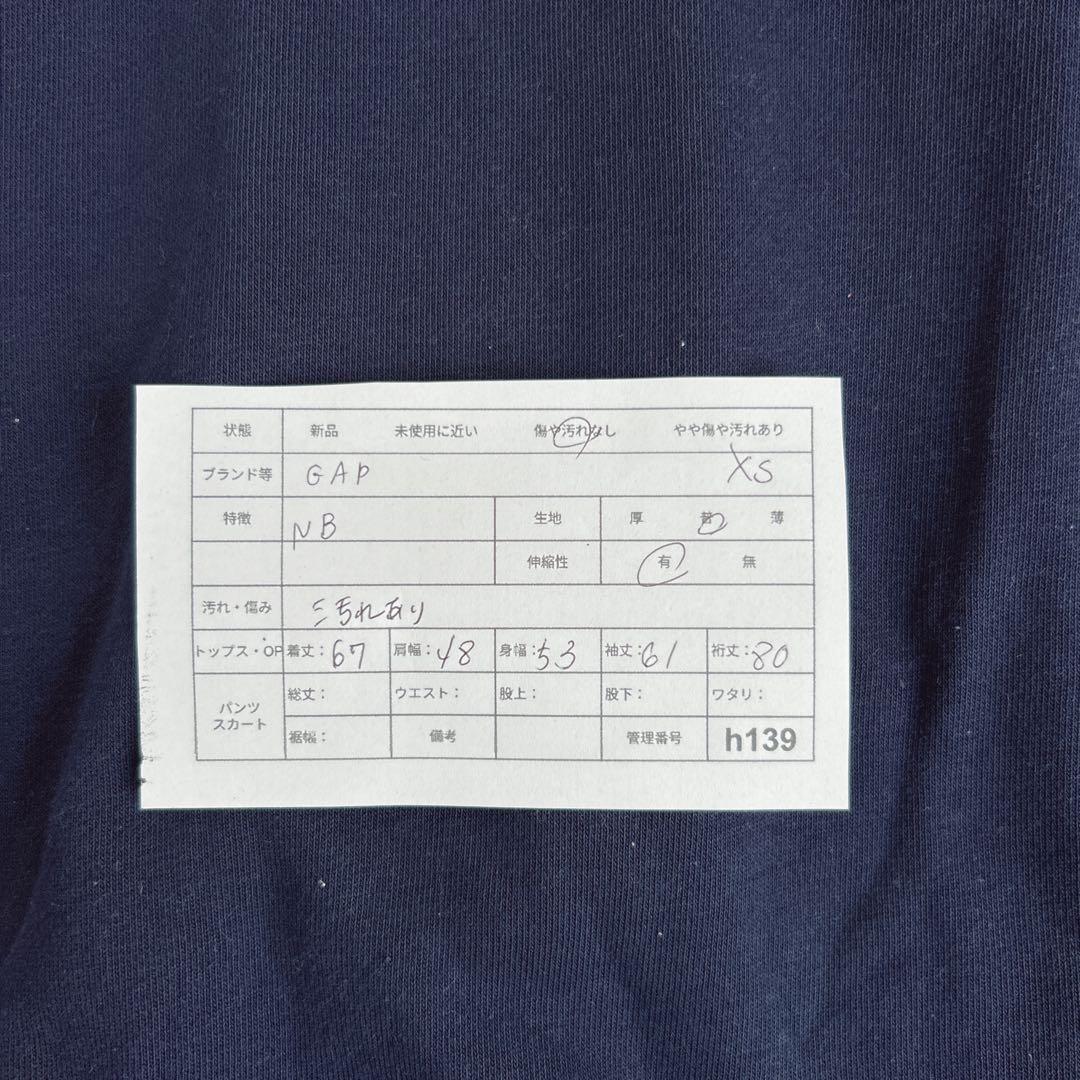 状態 新品 未使用に近い 傷や汚れなし やや傷や汚れあり
ブランド等 GAP XS
特徴 NB 生地 厚 普 薄
伸縮性 有 無
汚れ・傷み 汚れあり
トップス・OP 着丈:67 肩幅:48 身幅:53 袖丈:61 裄丈:80
パンツ スカート 総丈: ウエスト: 股上: 股下: ワタリ:
裾幅: 備考 管理番号 h139